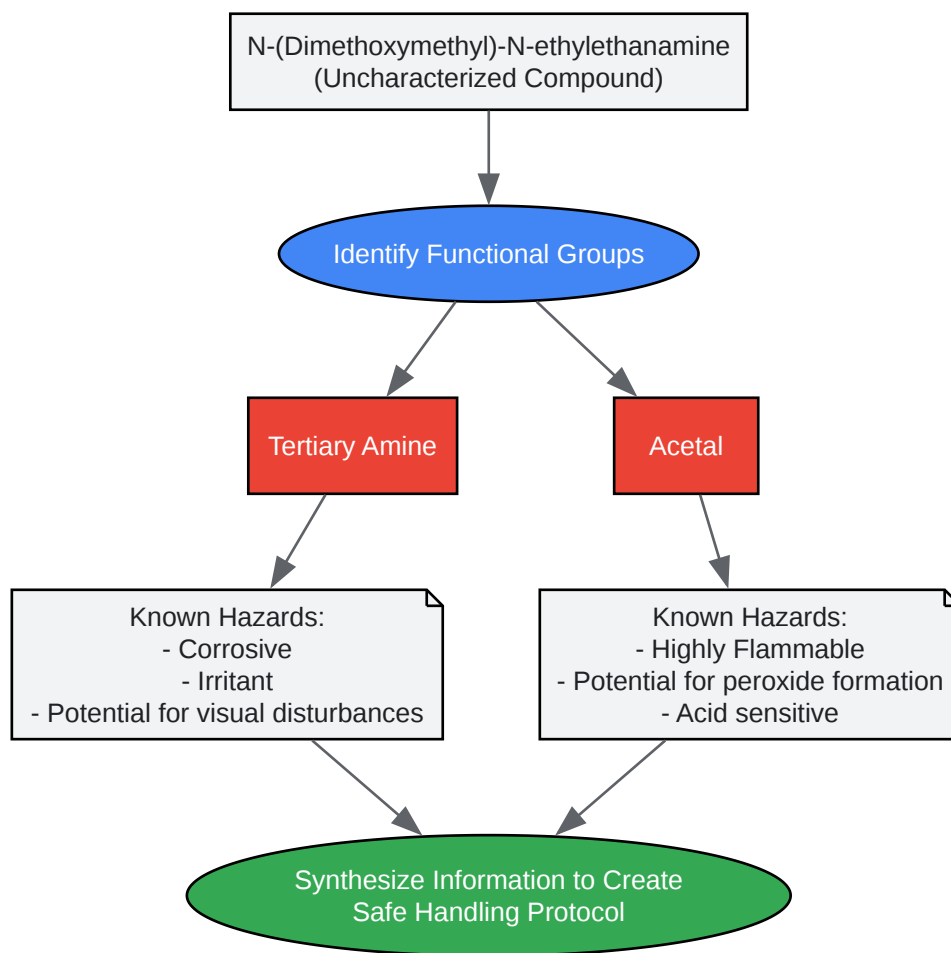 N-(Dimethoxymethyl)-N-ethylethanamine
(Uncharacterized Compound)
Identify Functional Groups
Tertiary Amine
Acetal
Known Hazards:
- Corrosive
- Irritant
- Potential for visual disturbances
Known Hazards:
- Highly Flammable
- Potential for peroxide formation
- Acid sensitive
Synthesize Information to Create
Safe Handling Protocol